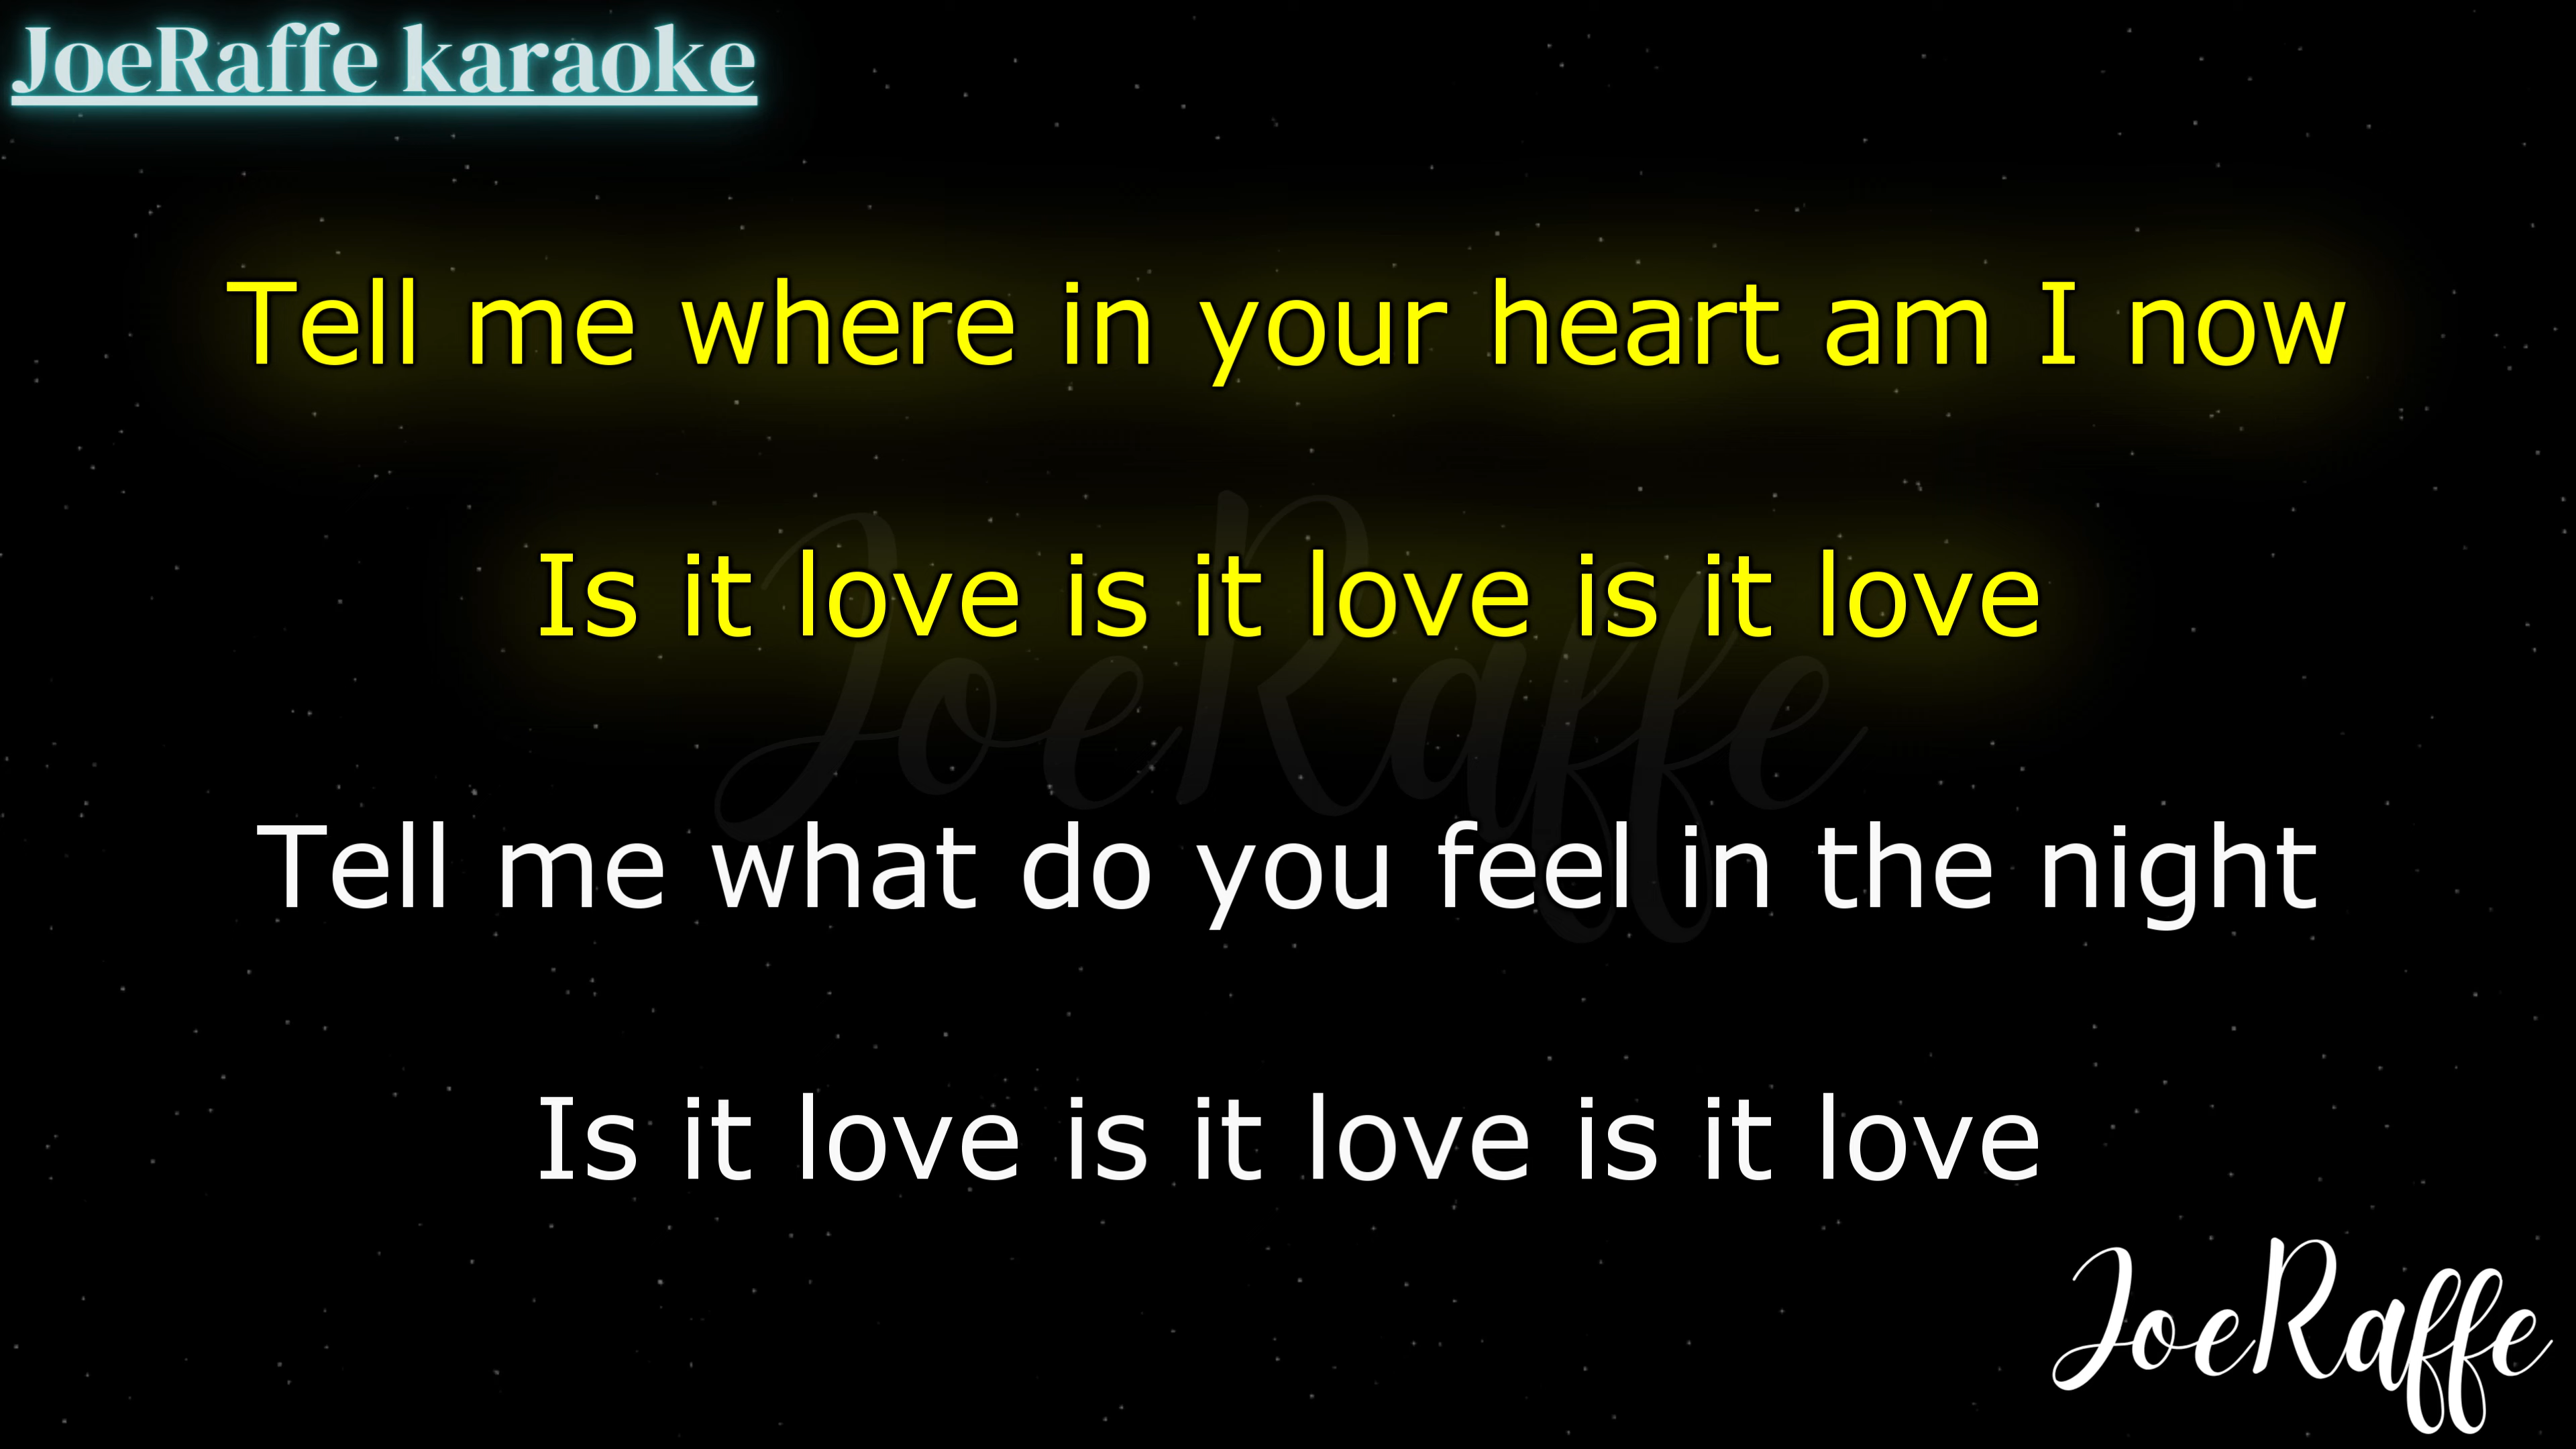 JoeRaffe karaoke
Tell me where in your heart am I now
Is it love is it love is it love
JoeRaffe
Tell me what do you feel in the night
Is it love is it love is it love
JoeRaffe